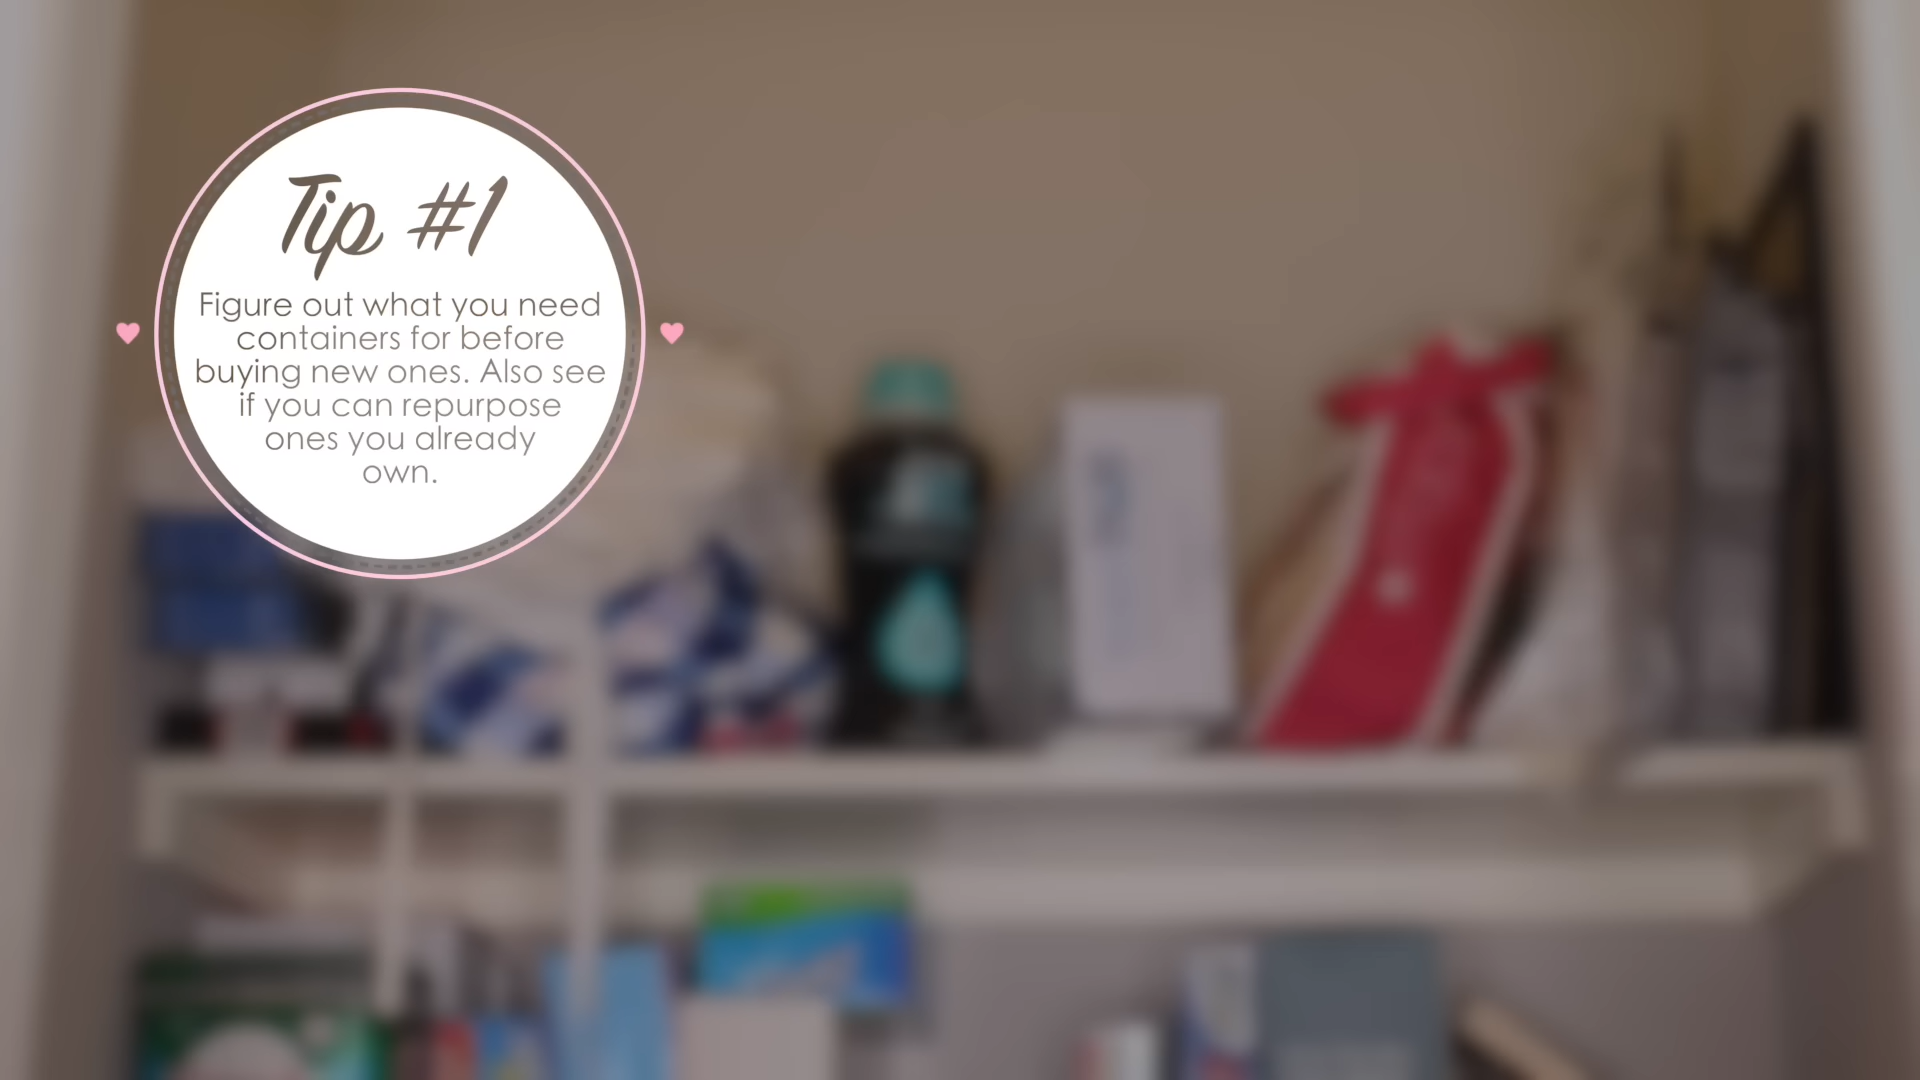 Tip #1
Figure out what you need
containers for before
buying new ones. Also see
if you can repurpose
ones you already
own.